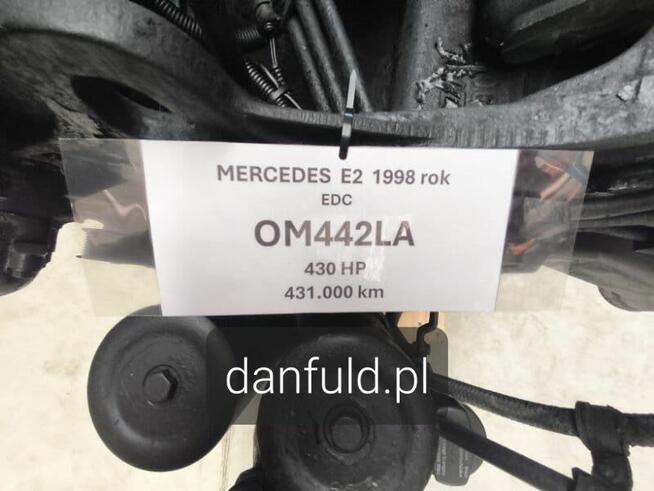 MERCEDES E2 1998 rok
EDC
OM442LA
430 HP
431.000 km
danfuld.pl